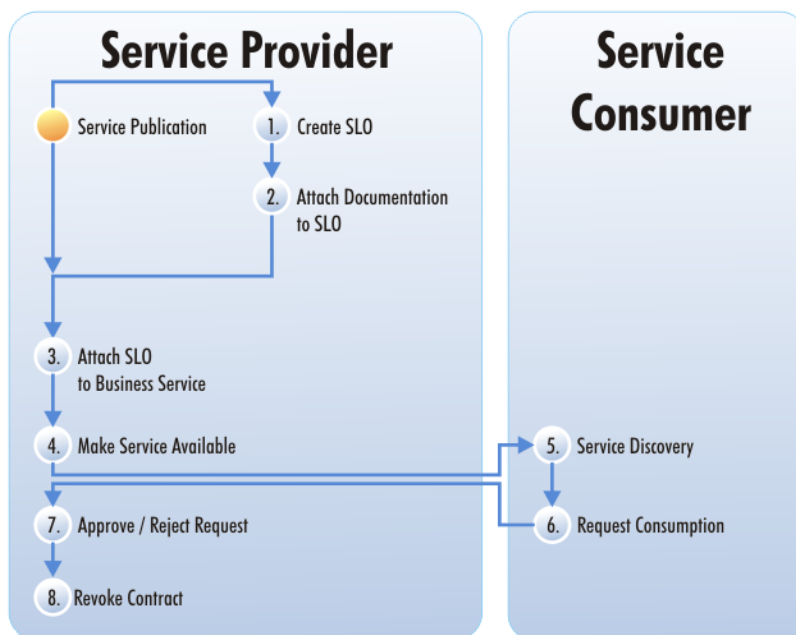 Service Provider
Service Publication
1. Create SLO
2. Attach Documentation
to SLO
3. Attach SLO
to Business Service
4. Make Service Available
7. Approve / Reject Request
8. Revoke Contract
Service
Consumer
5. Service Discovery
6. Request Consumption